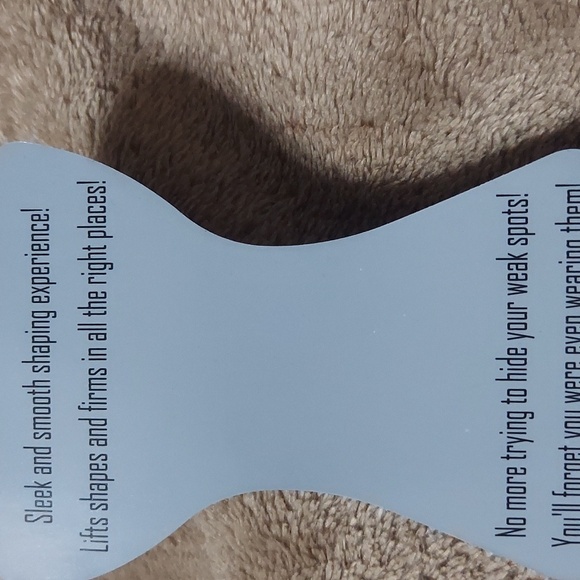 Sleek and smooth shaping experience!
Lifts shapes and firms in all the right places!
No more trying to hide your weak spots!
You'll forget you were even wearing them!